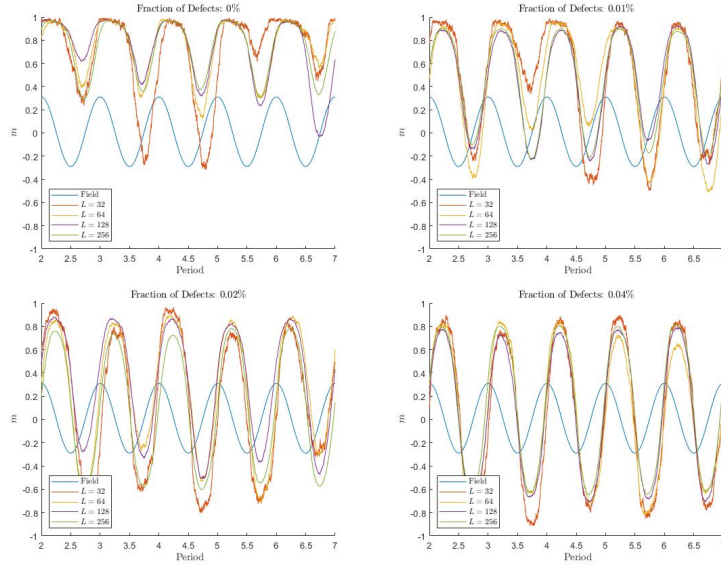 Fraction of Defects: 0%
1
0.8
0.6
0.4
0.2
0
-0.2
-0.4
-0.6
-0.8
-1
m
Field
L = 32
L = 64
L = 128
L = 256
2 2.5 3 3.5 4 4.5 5 5.5 6 6.5 7
Period
Fraction of Defects: 0.01%
1
0.8
0.6
0.4
0.2
0
-0.2
-0.4
-0.6
-0.8
-1
m
Field
L = 32
L = 64
L = 128
L = 256
2 2.5 3 3.5 4 4.5 5 5.5 6 6.5 7
Period
Fraction of Defects: 0.02%
1
0.8
0.6
0.4
0.2
0
-0.2
-0.4
-0.6
-0.8
-1
m
Field
L = 32
L = 64
L = 128
L = 256
2 2.5 3 3.5 4 4.5 5 5.5 6 6.5 7
Period
Fraction of Defects: 0.04%
1
0.8
0.6
0.4
0.2
0
-0.2
-0.4
-0.6
-0.8
-1
m
Field
L = 32
L = 64
L = 128
L = 256
2 2.5 3 3.5 4 4.5 5 5.5 6 6.5 7
Period